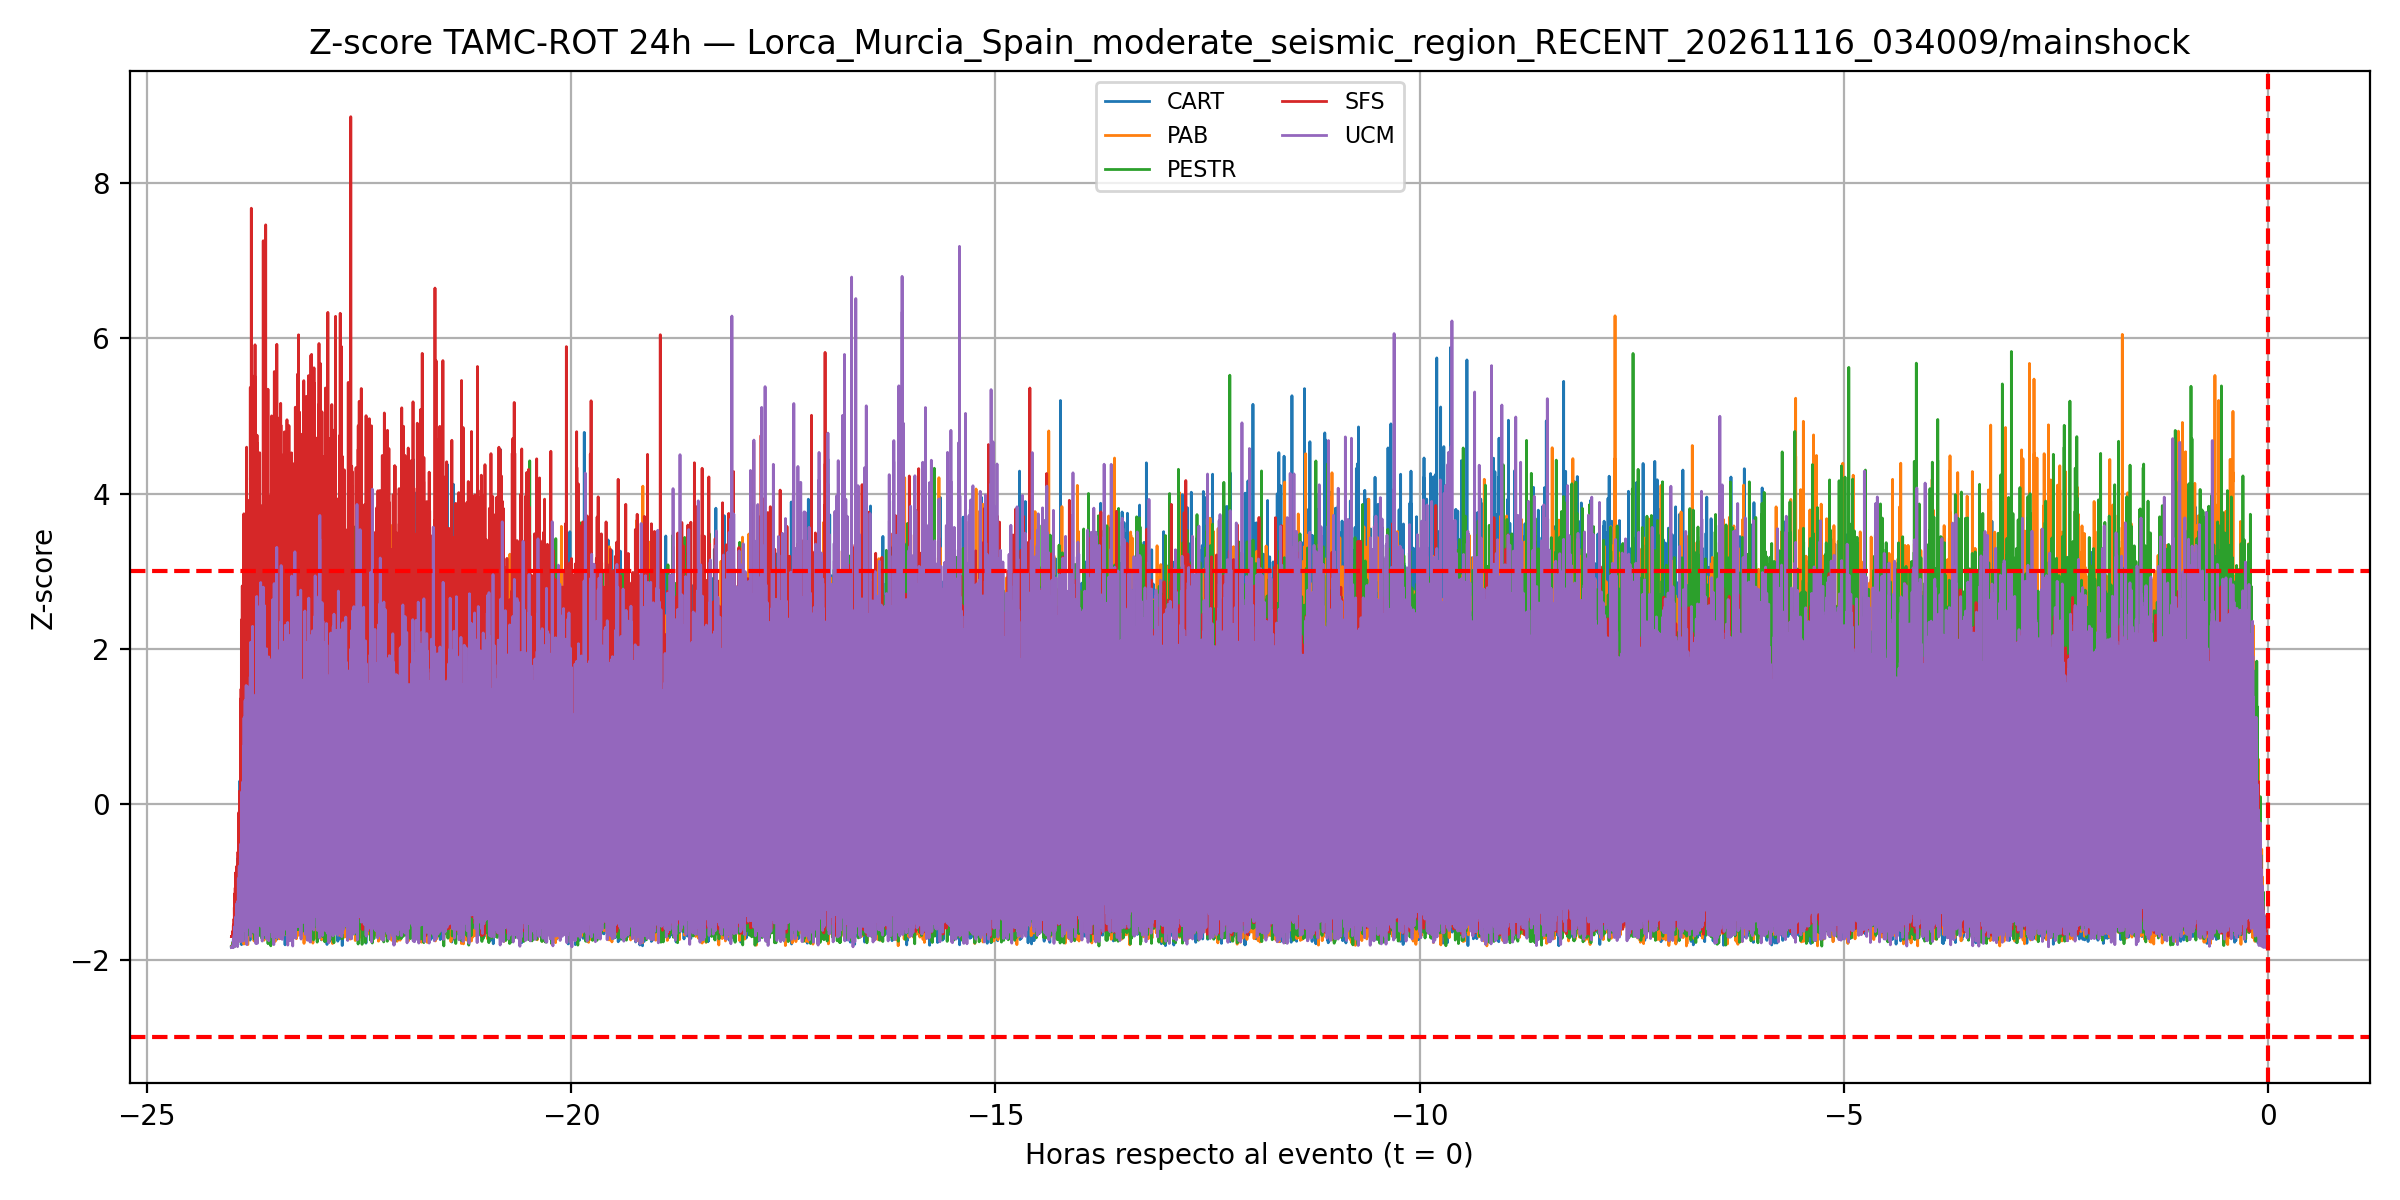 Z-score TAMC-ROT 24h — Lorca_Murcia_Spain_moderate_seismic_region_RECENT_20261116_034009/mainshock
CART
PAB
PESTR
SFS
UCM
Z-score
8
6
4
2
0
−2
−25
−20
−15
−10
−5
0
Horas respecto al evento (t = 0)